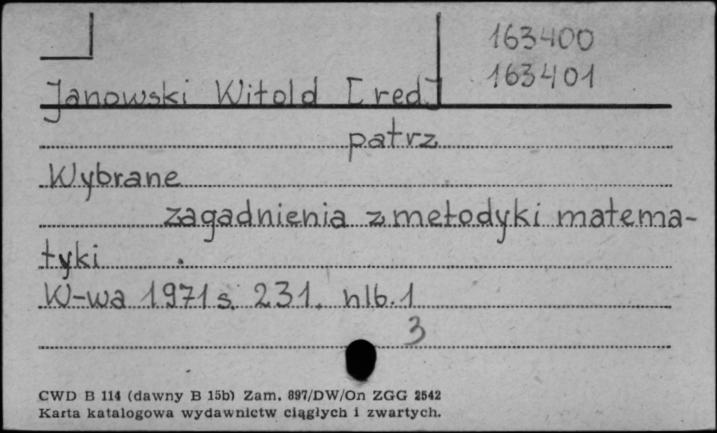 163400
163401
Janowski Witold [red]
patrz
Wybrane
zagadnienia z metodyki matema-
tyki
W-wa 1971 s. 231. nlb. 1
3
CWD B 114 (dawny B 15b) Zam. 897/DW/On ZGG 2542
Karta katalogowa wydawnictw ciągłych i zwartych.